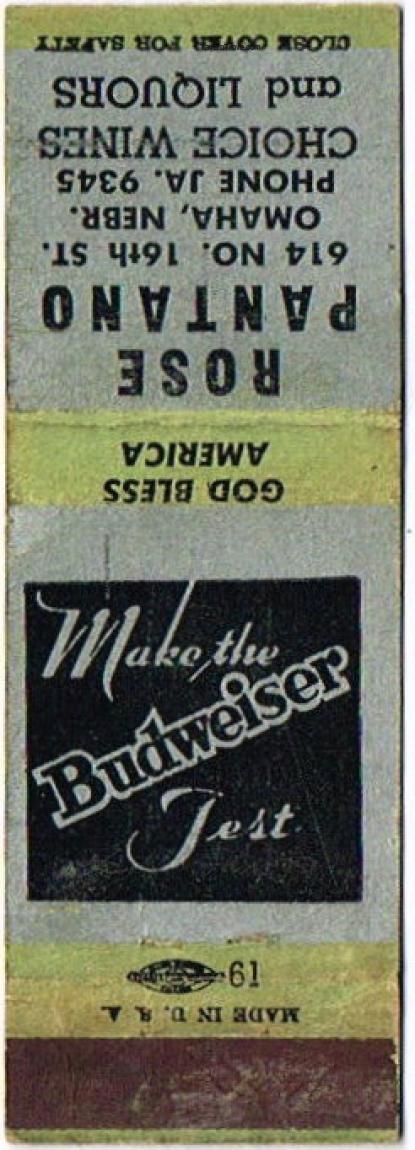 MADE IN U. S. A.
19
Make the
Budweiser
Test
GOD BLESS
AMERICA
ROSE
PANTANO
614 NO. 16th ST.
OMAHA, NEBR.
PHONE JA. 9345
CHOICE WINES
and LIQUORS
CLOSE COVER FOR SAFETY